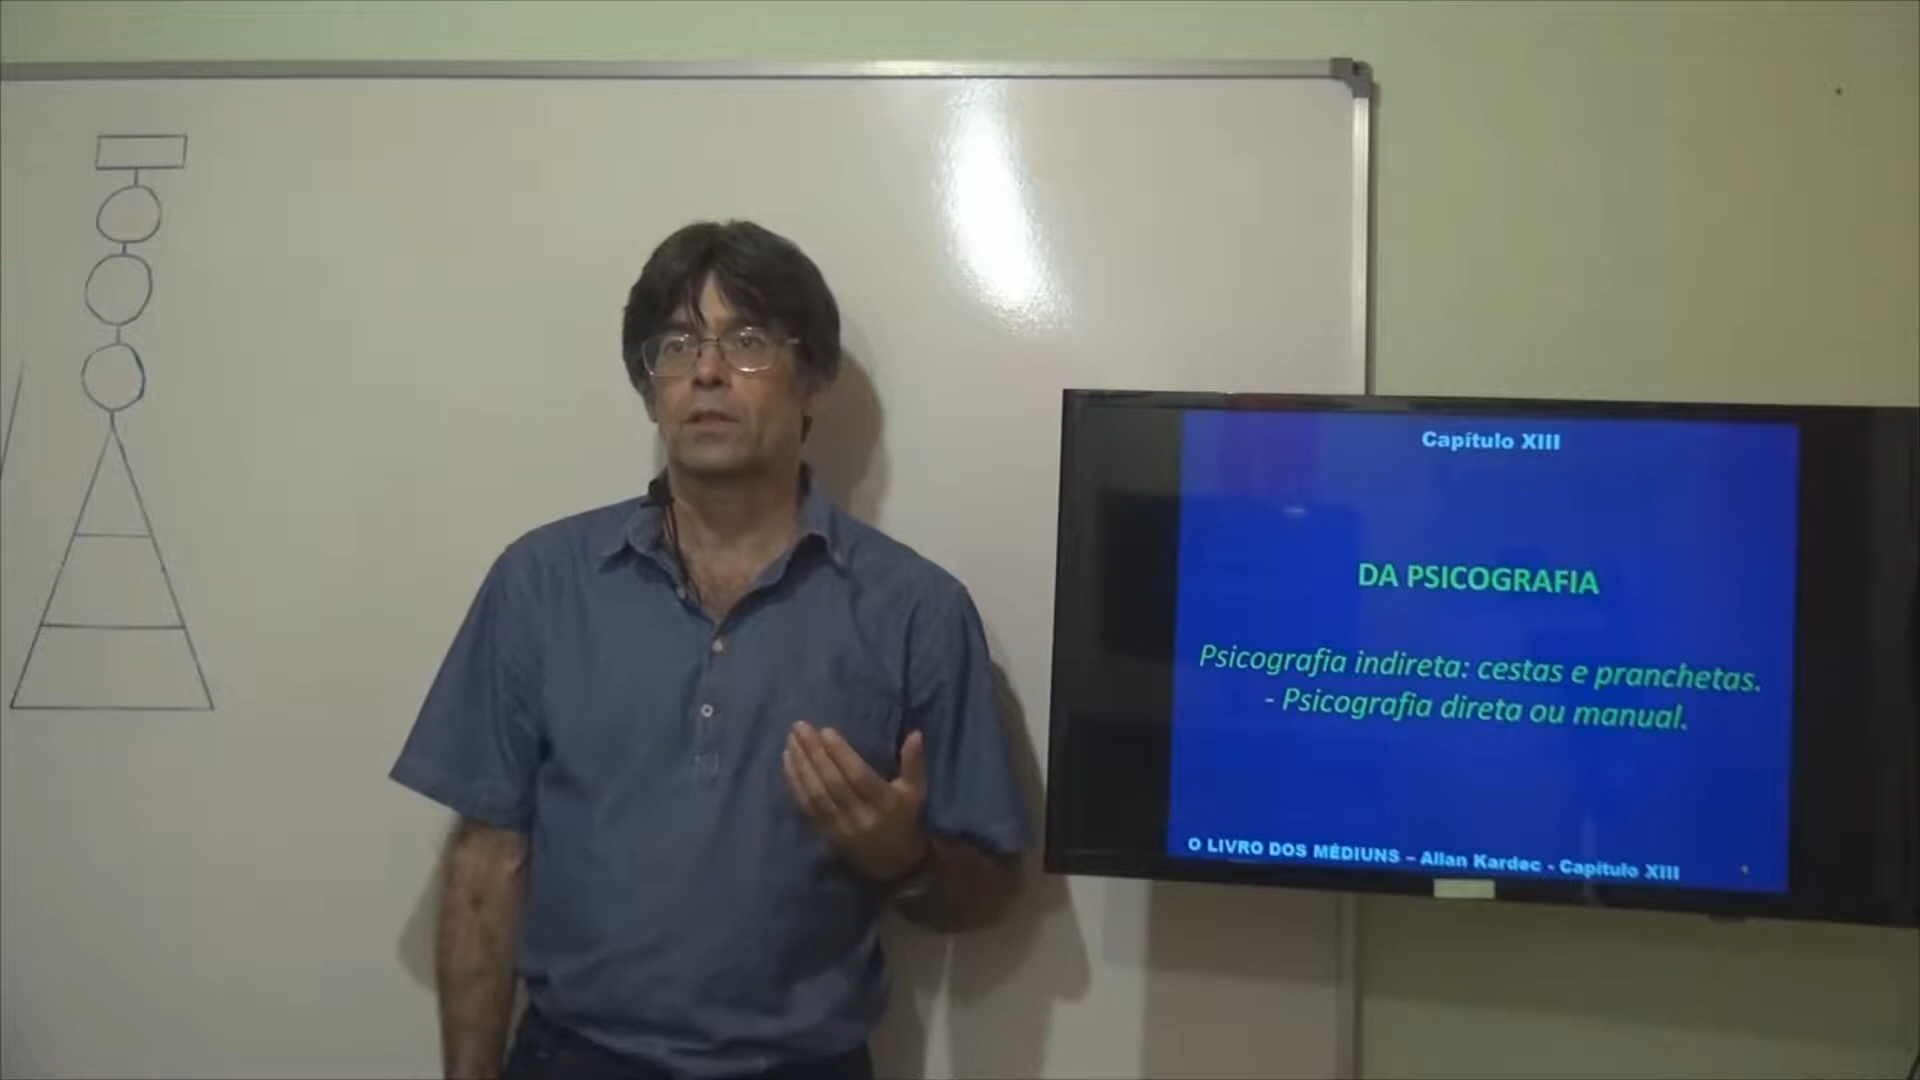 Capítulo XIII
DA PSICOGRAFIA
Psicografia indireta: cestas e pranchetas.
- Psicografia direta ou manual.
O LIVRO DOS MÉDIUNS – Allan Kardec - Capítulo XIII